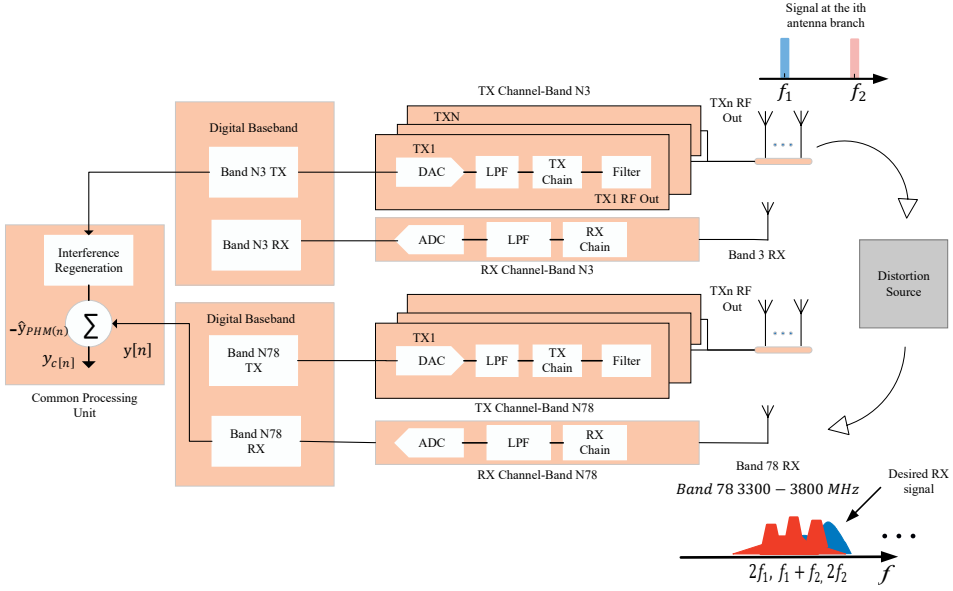 Signal at the ith
antenna branch
f₁
f₂
TX Channel-Band N3
TXN
TX1
DAC
LPF
TX
Chain
Filter
TX1 RF Out
TXn RF
Out
Digital Baseband
Band N3 TX
Band N3 RX
ADC
LPF
RX
Chain
RX Channel-Band N3
Band 3 RX
Interference
Regeneration
Σ
−ŷ_PHM(n)
y_c[n]
y[n]
Common Processing
Unit
Distortion
Source
Digital Baseband
Band N78
TX
Band N78
RX
TX1
DAC
LPF
TX
Chain
Filter
TXn RF
Out
TX Channel-Band N78
ADC
LPF
RX
Chain
RX Channel-Band N78
Band 78 RX
Band 78 3300 − 3800 MHz
Desired RX
signal
2f₁, f₁ + f₂, 2f₂
f